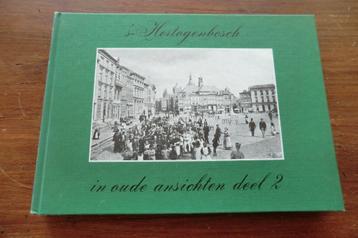 's-Hertogenbosch
in oude ansichten deel 2